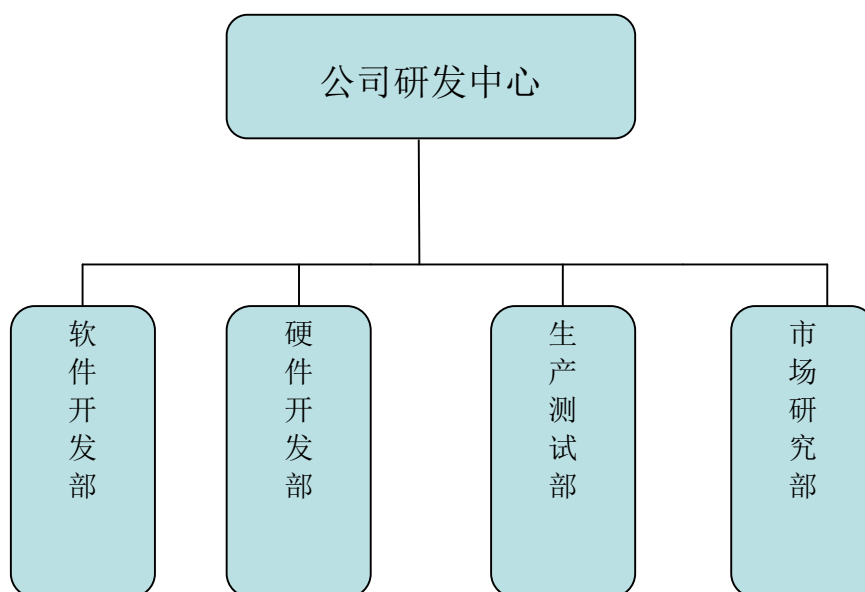 公司研发中心
软件开发部
硬件开发部
生产测试部
市场研究部